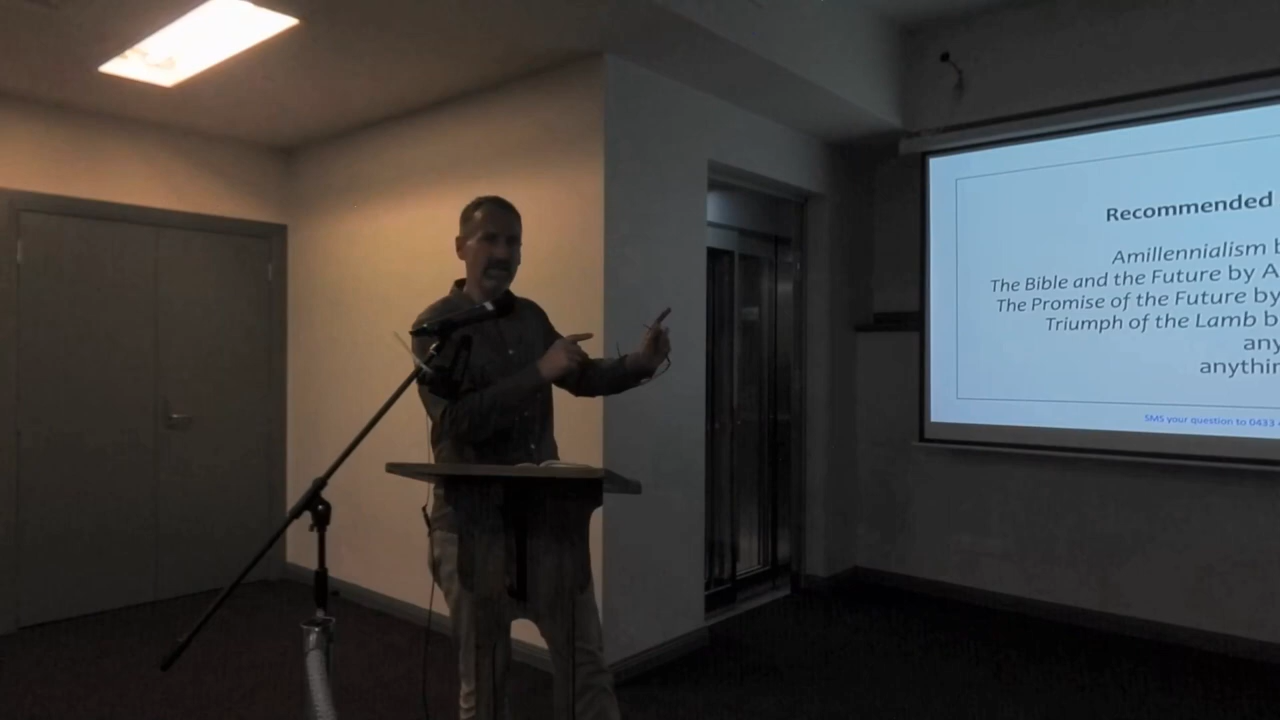 Recommended
Amillennialism b
The Bible and the Future by A
The Promise of the Future by
Triumph of the Lamb b
any
anythin
SMS your question to 0433